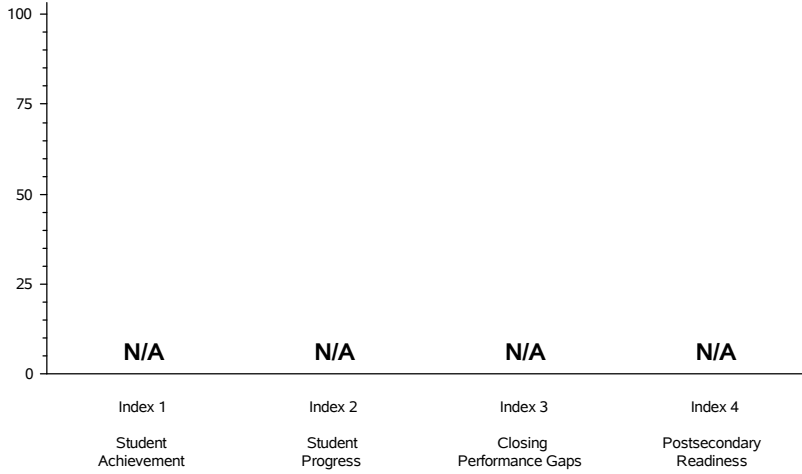 100
75
50
25
0
N/A N/A N/A N/A
Index 1 Index 2 Index 3 Index 4
Student Student Closing Postsecondary
Achievement Progress Performance Gaps Readiness